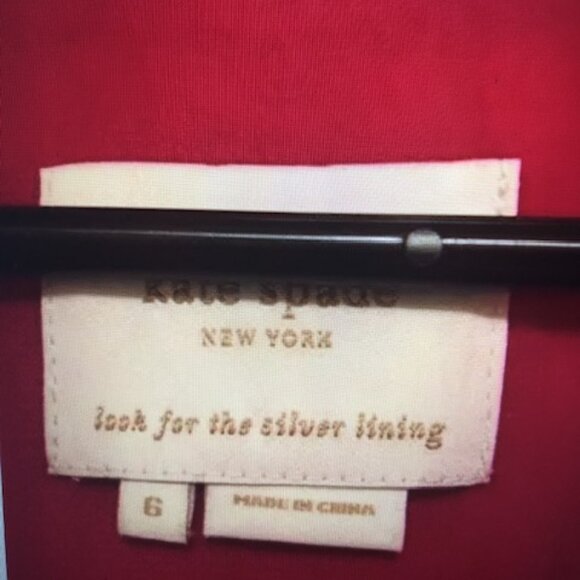 kate spade
NEW YORK
look for the silver lining
6
MADE IN CHINA